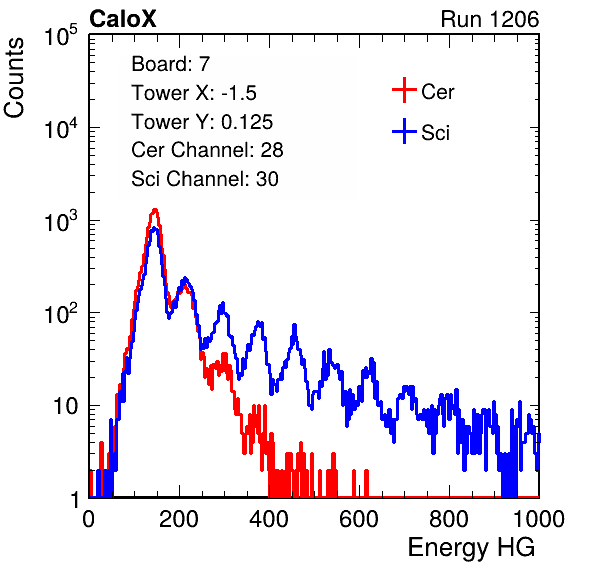 CaloX Run 1206
Counts
10^5
10^4
10^3
10^2
10
1
Board: 7
Tower X: -1.5
Tower Y: 0.125
Cer Channel: 28
Sci Channel: 30
Cer
Sci
0 200 400 600 800 1000
Energy HG